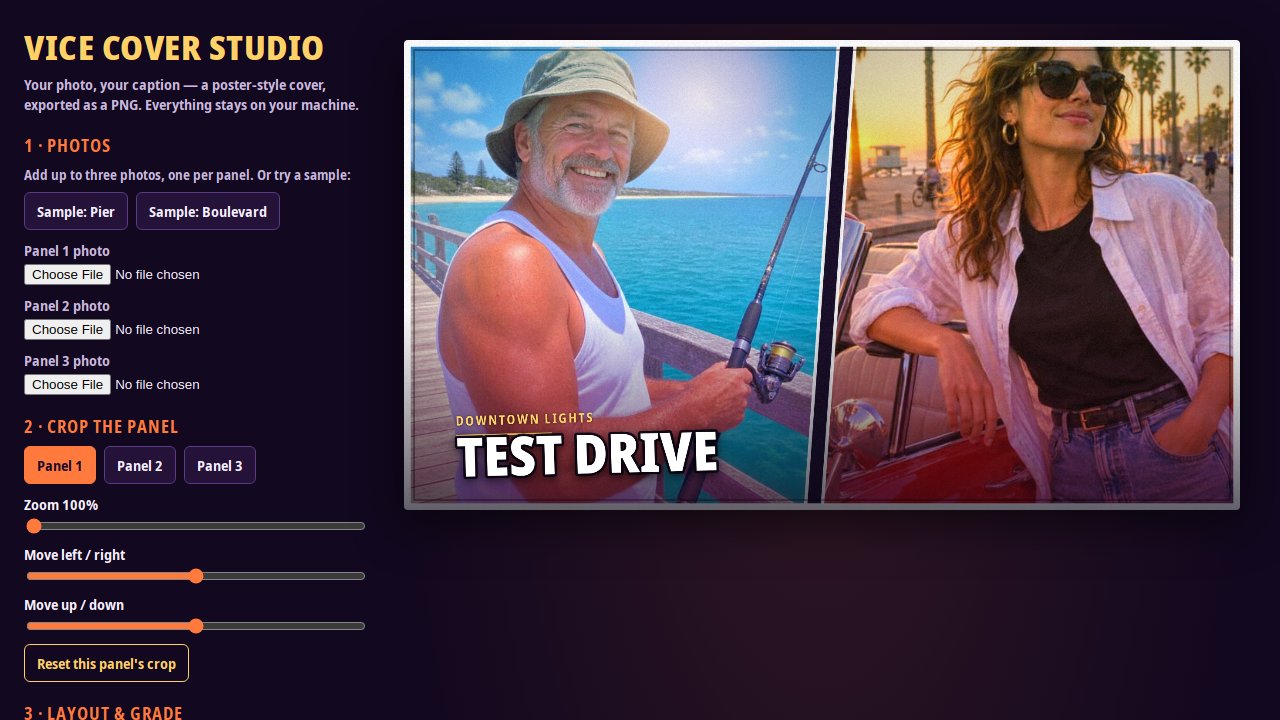 VICE COVER STUDIO
Your photo, your caption — a poster-style cover,
exported as a PNG. Everything stays on your machine.
1 · PHOTOS
Add up to three photos, one per panel. Or try a sample:
Sample: Pier
Sample: Boulevard
Panel 1 photo
Choose File No file chosen
Panel 2 photo
Choose File No file chosen
Panel 3 photo
Choose File No file chosen
2 · CROP THE PANEL
Panel 1
Panel 2
Panel 3
Zoom 100%
Move left / right
Move up / down
Reset this panel's crop
3 · LAYOUT & GRADE
DOWNTOWN LIGHTS
TEST DRIVE